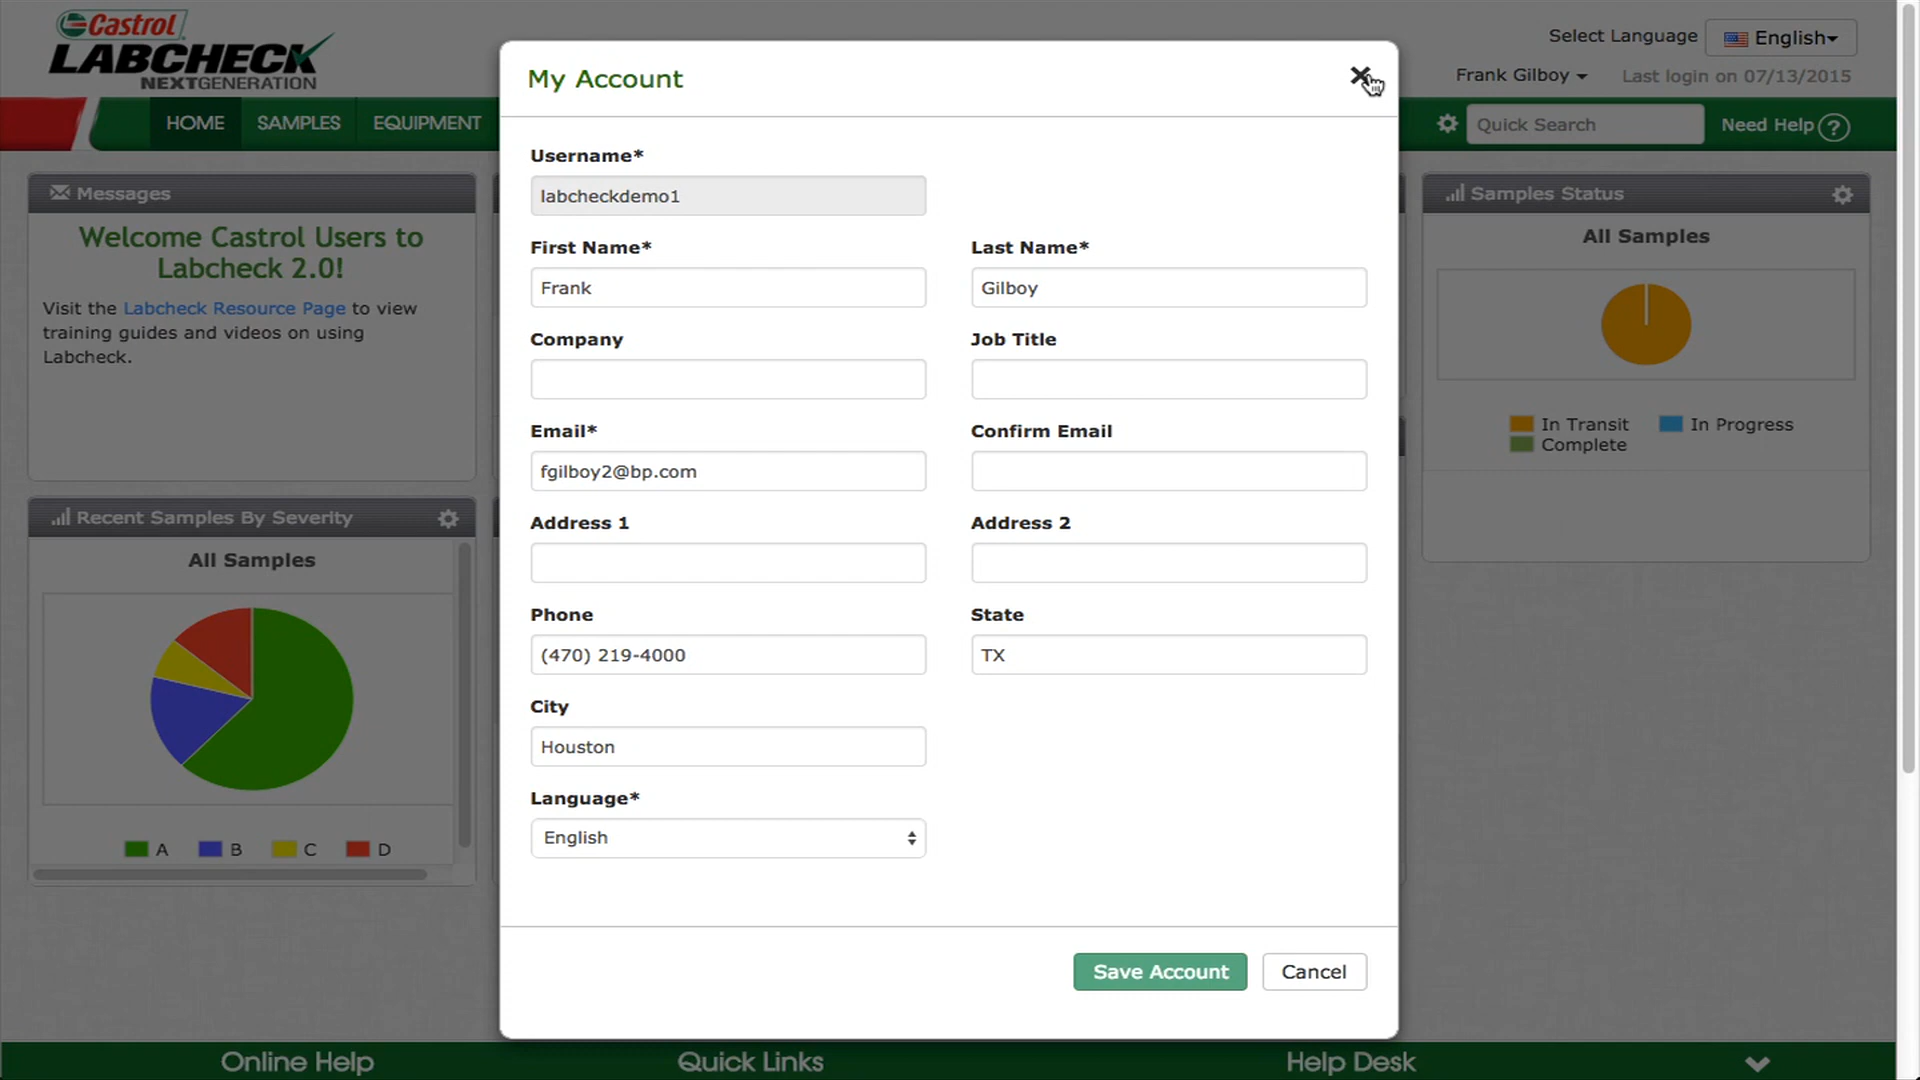 Castrol
LABCHECK
NEXTGENERATION
Select Language
English
Frank Gilboy
Last login on 07/13/2015
HOME
SAMPLES
EQUIPMENT
Quick Search
Need Help ?
Messages
Welcome Castrol Users to
Labcheck 2.0!
Visit the Labcheck Resource Page to view
training guides and videos on using
Labcheck.
Recent Samples By Severity
All Samples
A B C D
My Account
Username*
labcheckdemo1
First Name*
Last Name*
Frank
Gilboy
Company
Job Title
Email*
Confirm Email
fgilboy2@bp.com
Address 1
Address 2
Phone
State
(470) 219-4000
TX
City
Houston
Language*
English
Save Account
Cancel
Samples Status
All Samples
In Transit
In Progress
Complete
Online Help
Quick Links
Help Desk